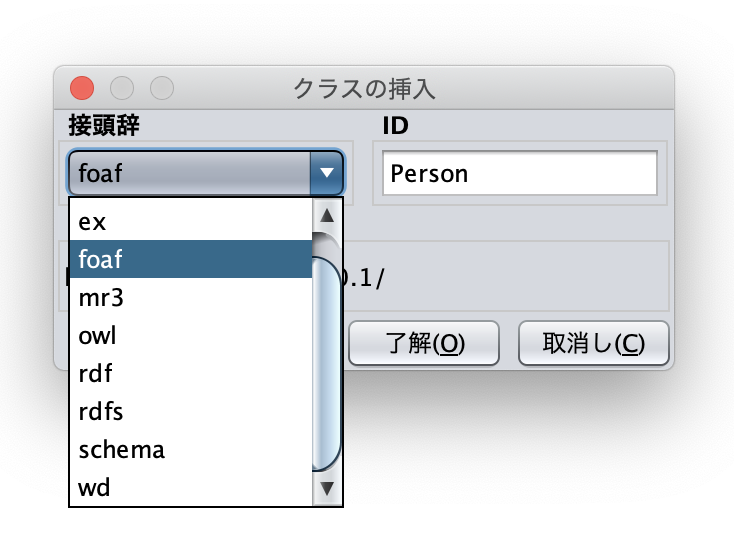 クラスの挿入
接頭辞
ID
foaf
Person
ex
foaf
mr3
owl
rdf
rdfs
schema
wd
.1/
了解(O)
取消し(C)